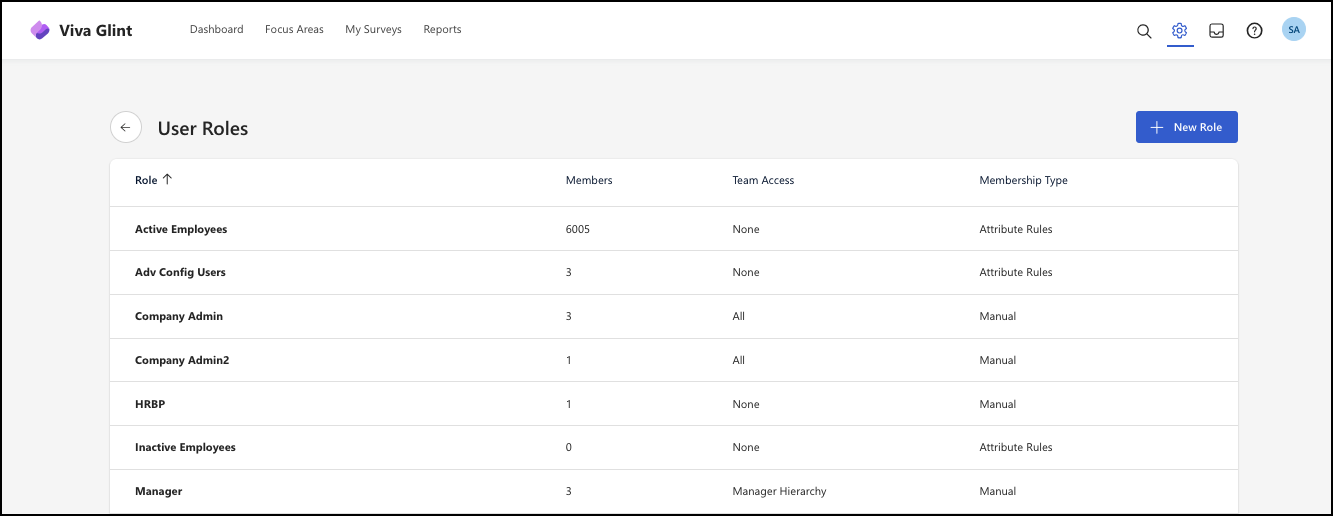 Viva Glint Dashboard Focus Areas My Surveys Reports SA
User Roles New Role
Role Members Team Access Membership Type
Active Employees 6005 None Attribute Rules
Adv Config Users 3 None Attribute Rules
Company Admin 3 All Manual
Company Admin2 1 All Manual
HRBP 1 None Manual
Inactive Employees 0 None Attribute Rules
Manager 3 Manager Hierarchy Manual